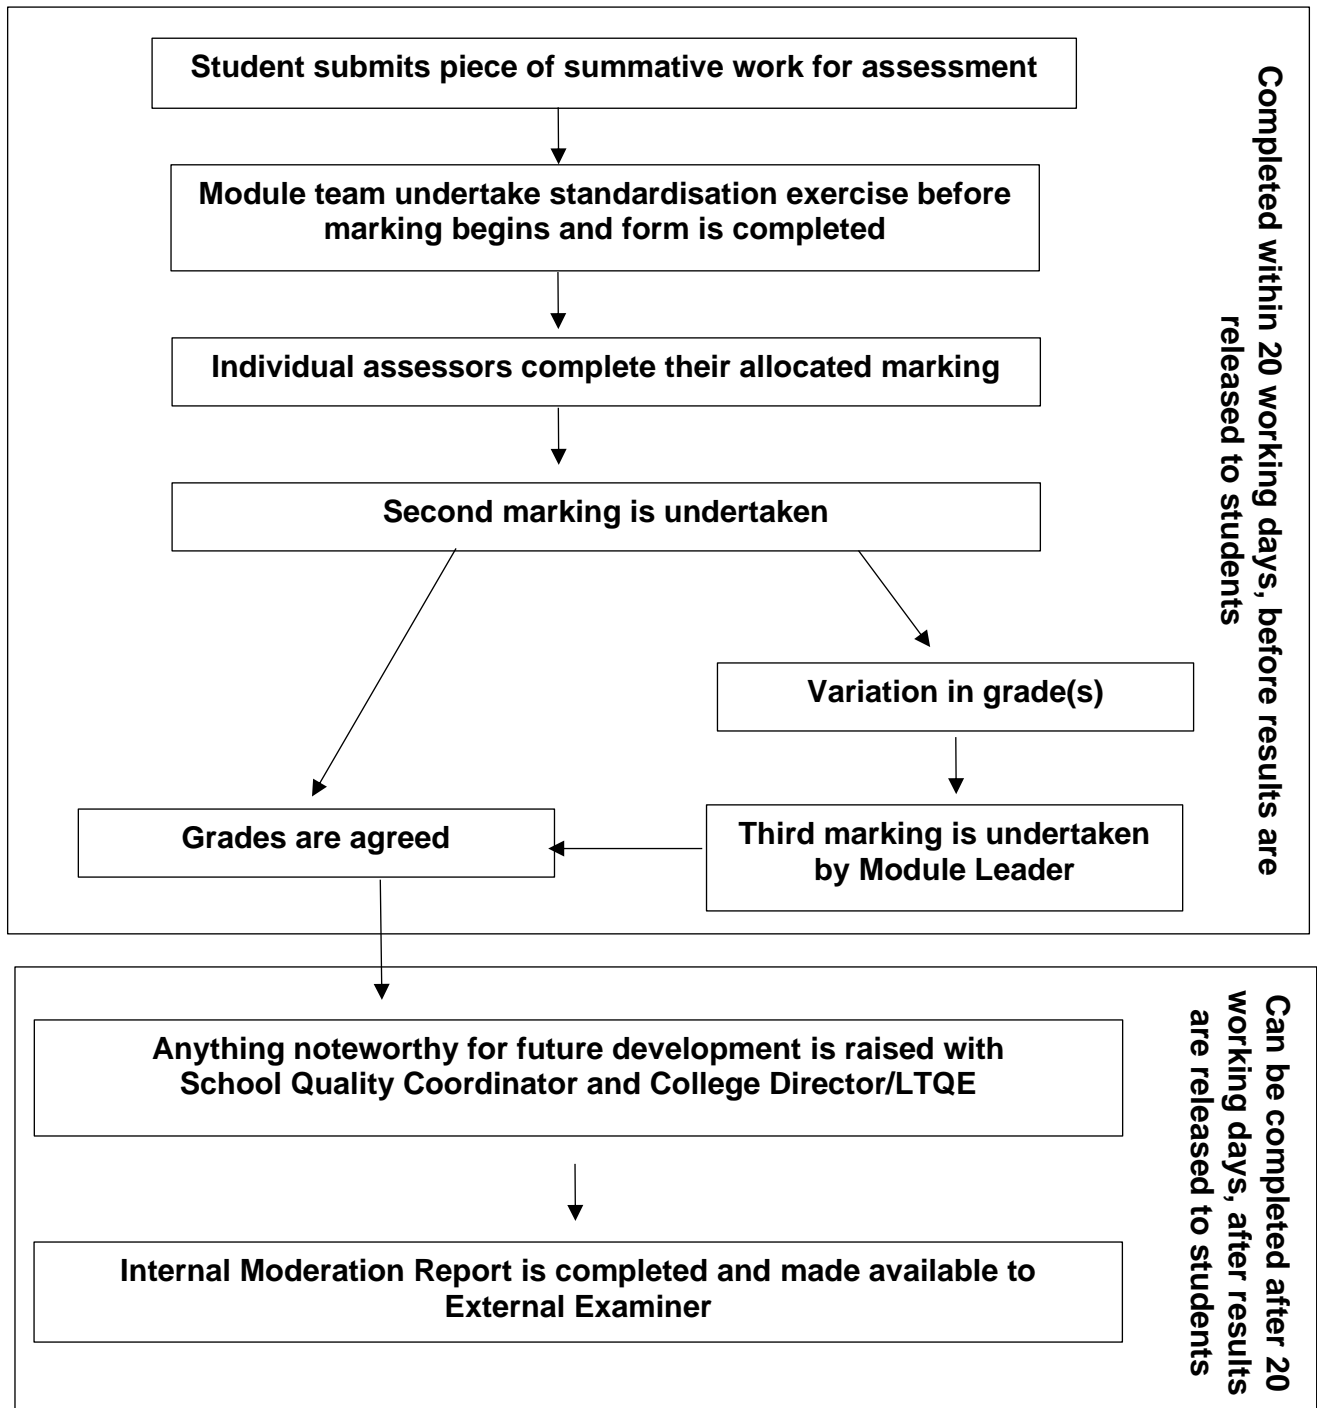 Student submits piece of summative work for assessment
Module team undertake standardisation exercise before
marking begins and form is completed
Individual assessors complete their allocated marking
Second marking is undertaken
Variation in grade(s)
Grades are agreed
Third marking is undertaken
by Module Leader
Completed within 20 working days, before results are
released to students
Anything noteworthy for future development is raised with
School Quality Coordinator and College Director/LTQE
Internal Moderation Report is completed and made available to
External Examiner
Can be completed after 20
working days, after results
are released to students